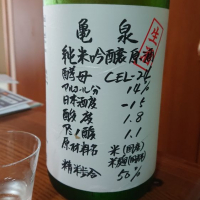 亀泉
生
純米吟醸原酒
酵母 CEL-24
アルコール分 14%
日本酒度 -15
酸度 1.8
アミノ酸 1.1
原材料名 米(国産)
米麹(国産米)
精米歩合 50%